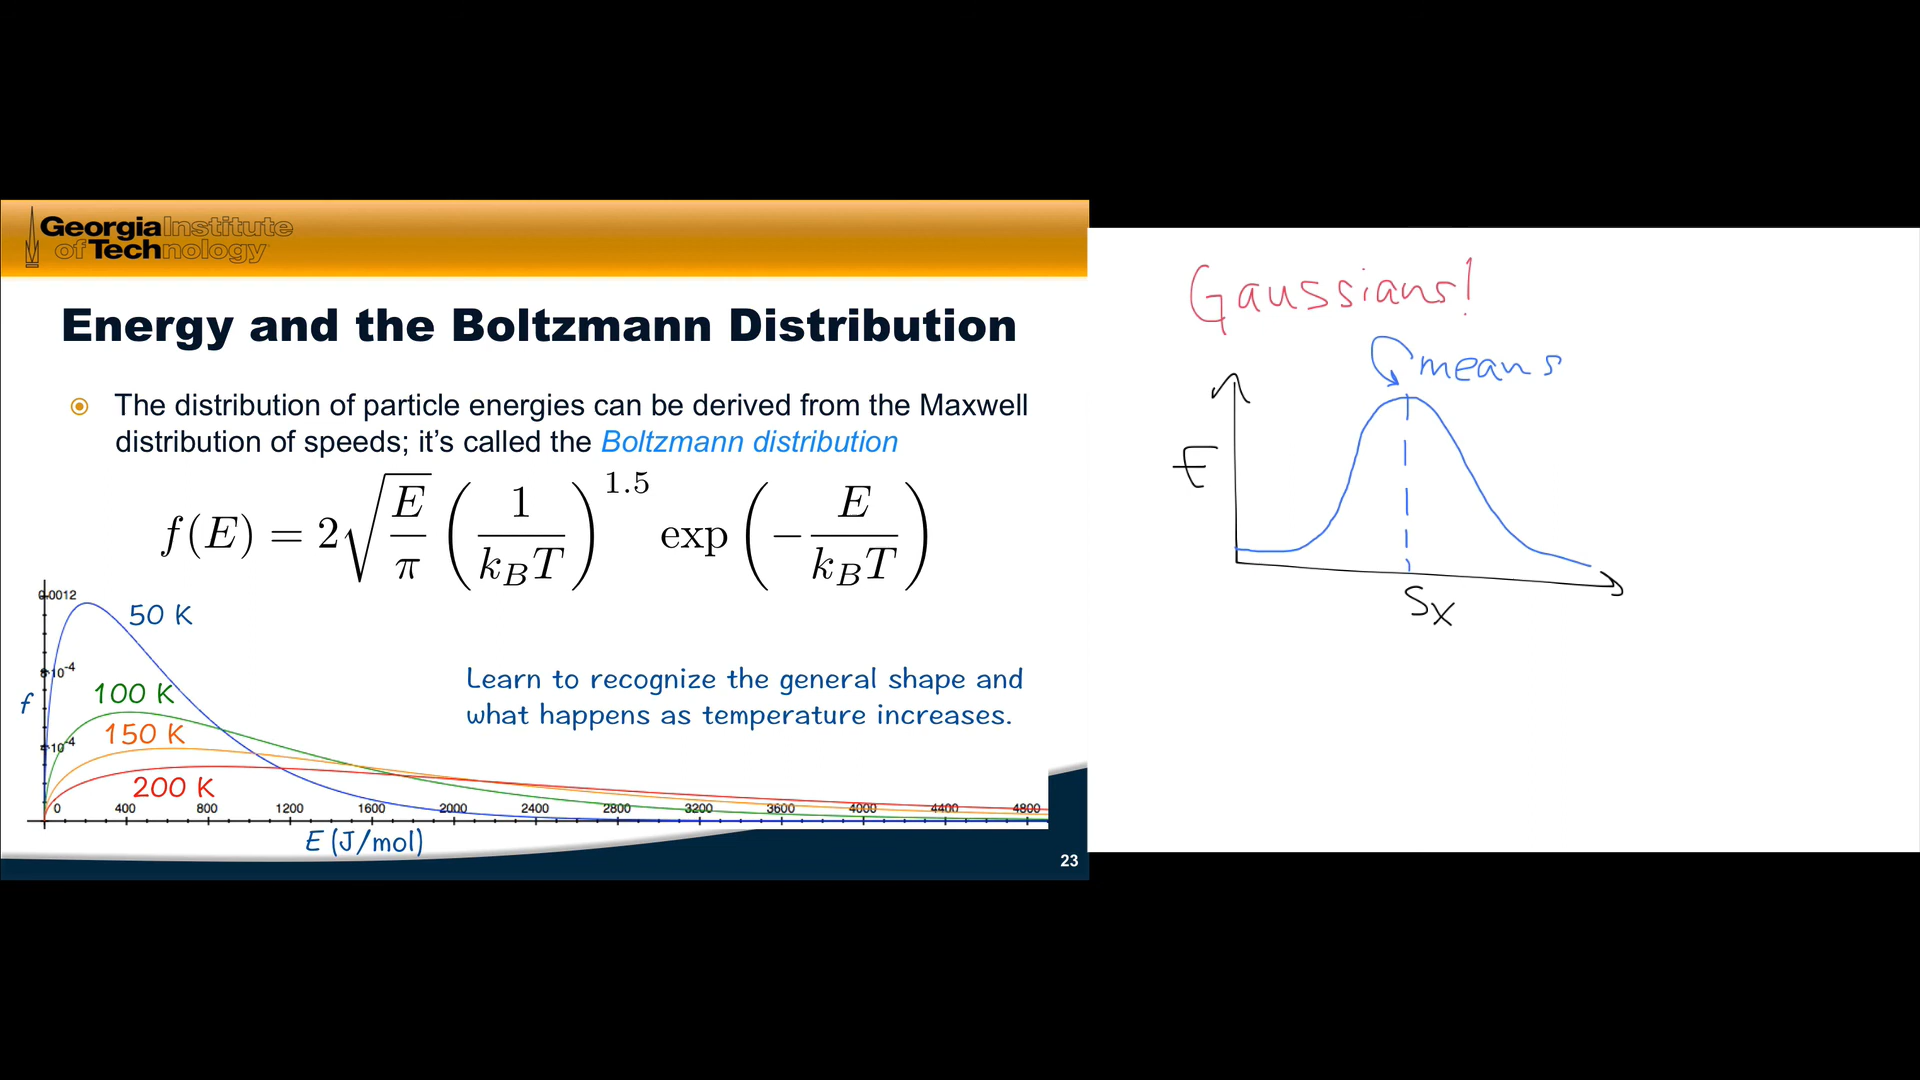 Georgia Institute
of Technology
Energy and the Boltzmann Distribution
The distribution of particle energies can be derived from the Maxwell
distribution of speeds; it's called the Boltzmann distribution
f(E) = 2√(E/π) (1/(k_B T))^1.5 exp(−E/(k_B T))
0.0012
50 K
8·10^-4
100 K
f
150 K
4·10^-4
200 K
Learn to recognize the general shape and
what happens as temperature increases.
0 400 800 1200 1600 2000 2400 2800 3200 3600 4000 4400 4800
E (J/mol)
23
Gaussians!
means
E
Sx